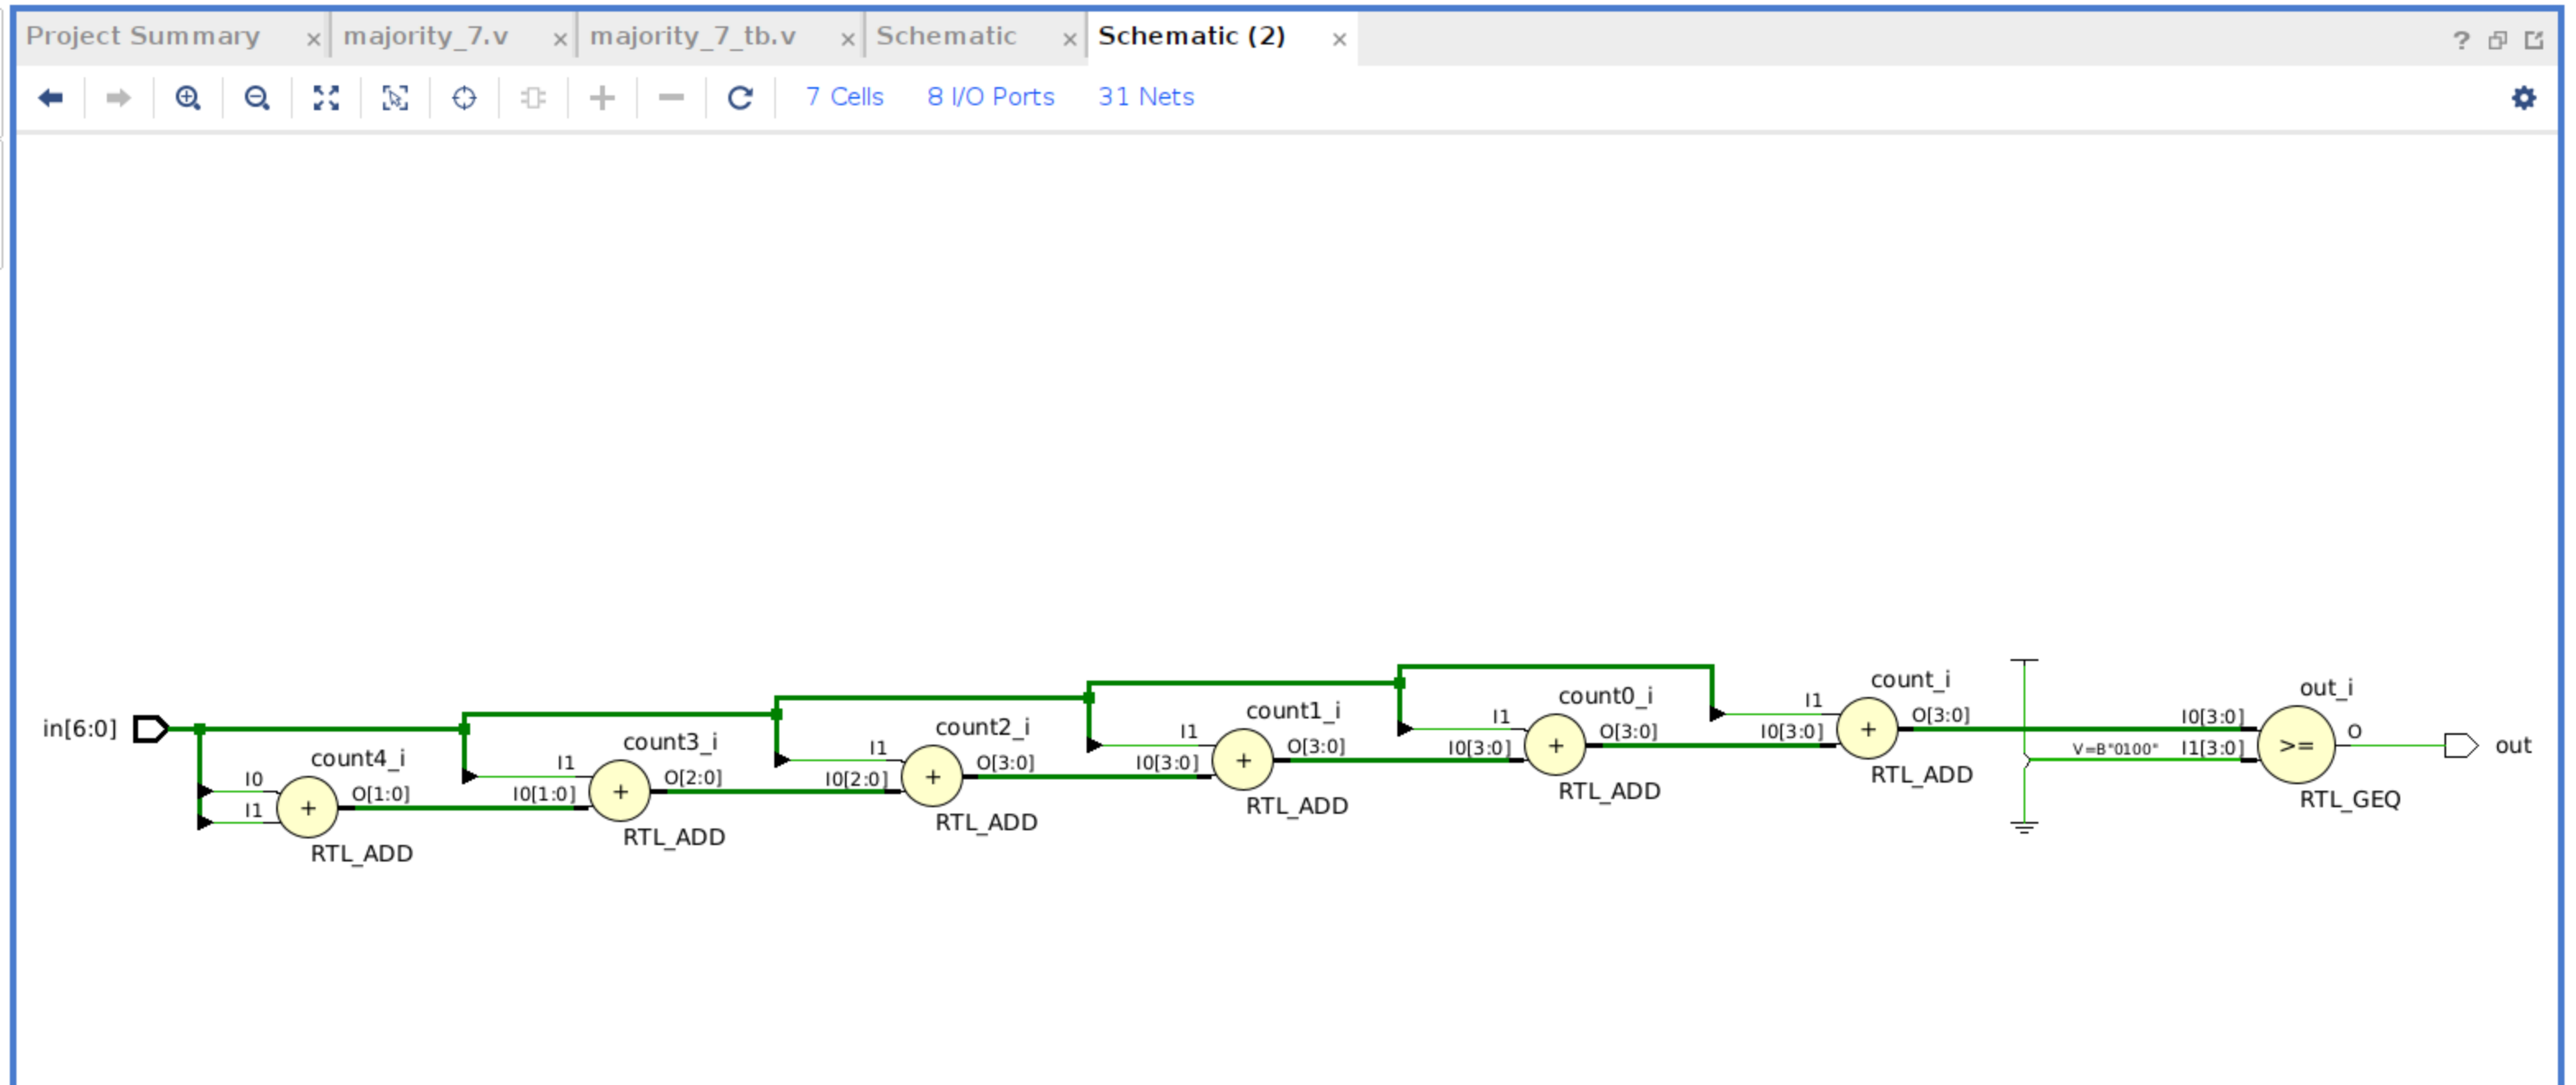 Project Summary × majority_7.v × majority_7_tb.v × Schematic × Schematic (2) × ?
7 Cells 8 I/O Ports 31 Nets
in[6:0]
count4_i
I0
I1
+
O[1:0]
RTL_ADD
count3_i
I1
I0[1:0]
+
O[2:0]
RTL_ADD
count2_i
I1
I0[2:0]
+
O[3:0]
RTL_ADD
count1_i
I1
I0[3:0]
+
O[3:0]
RTL_ADD
count0_i
I1
I0[3:0]
+
O[3:0]
RTL_ADD
count_i
I1
I0[3:0]
+
O[3:0]
RTL_ADD
out_i
I0[3:0]
V=B"0100" I1[3:0]
>=
O
RTL_GEQ
out